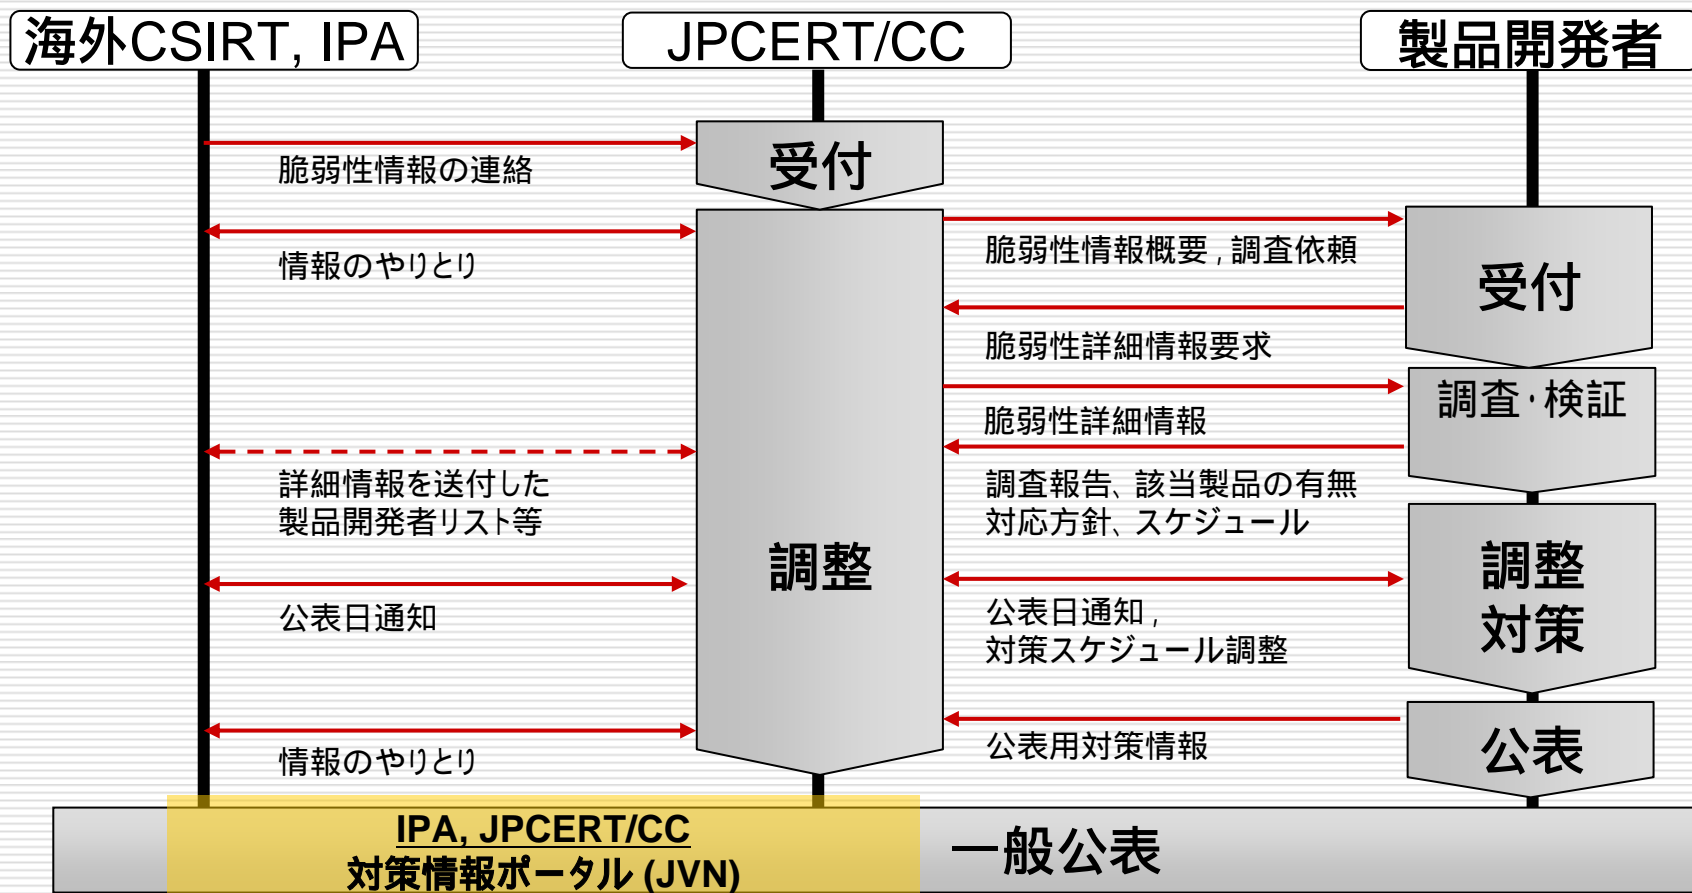 海外CSIRT, IPA
JPCERT/CC
製品開発者
受付
脆弱性情報の連絡
情報のやりとり
脆弱性情報概要 , 調査依頼
受付
脆弱性詳細情報要求
調査・検証
脆弱性詳細情報
詳細情報を送付した
製品開発者リスト等
調査報告、該当製品の有無
対応方針、スケジュール
調整
調整
対策
公表日通知
公表日通知 ,
対策スケジュール調整
公表用対策情報
公表
情報のやりとり
IPA, JPCERT/CC
対策情報ポータル (JVN)
一般公表